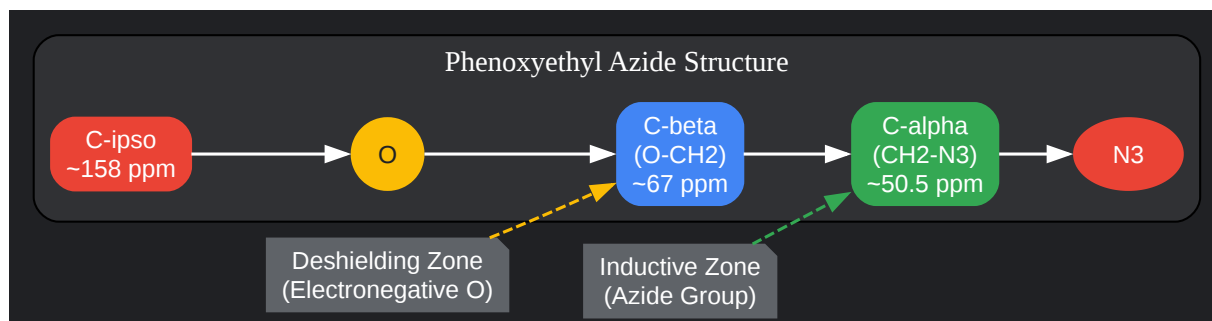 Phenoxyethyl Azide Structure
C-ipso
~158 ppm
O
C-beta
(O-CH2)
~67 ppm
C-alpha
(CH2-N3)
~50.5 ppm
N3
Deshielding Zone
(Electronegative O)
Inductive Zone
(Azide Group)